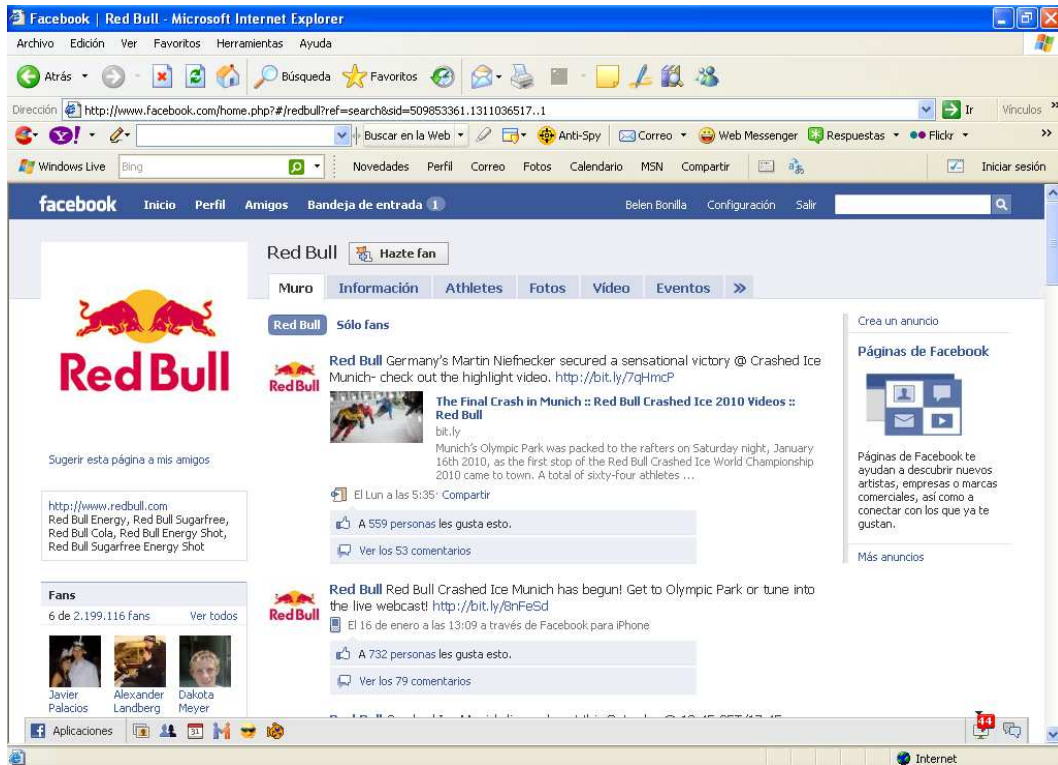 Facebook | Red Bull - Microsoft Internet Explorer
Archivo Edición Ver Favoritos Herramientas Ayuda
Atrás Búsqueda Favoritos
Dirección http://www.facebook.com/home.php?#/redbull?ref=search&sid=509853361.1311036517..1 Ir Vínculos »
Y! Buscar en la Web Anti-Spy Correo Web Messenger Respuestas Flickr »
Windows Live Bing Novedades Perfil Correo Fotos Calendario MSN Compartir Iniciar sesión
facebook Inicio Perfil Amigos Bandeja de entrada 1 Belen Bonilla Configuración Salir
Red Bull Hazte fan
Muro Información Athletes Fotos Vídeo Eventos »
Red Bull
Sugerir esta página a mis amigos
http://www.redbull.com
Red Bull Energy, Red Bull Sugarfree,
Red Bull Cola, Red Bull Energy Shot,
Red Bull Sugarfree Energy Shot
Fans
6 de 2.199.116 fans Ver todos
Javier
Palacios
Alexander
Landberg
Dakota
Meyer
Red Bull Sólo fans
Red Bull
Red Bull Germany's Martin Niefnecker secured a sensational victory @ Crashed Ice
Munich- check out the highlight video. http://bit.ly/7qHmcP
The Final Crash in Munich :: Red Bull Crashed Ice 2010 Videos ::
Red Bull
bit.ly
Munich's Olympic Park was packed to the rafters on Saturday night, January
16th 2010, as the first stop of the Red Bull Crashed Ice World Championship
2010 came to town. A total of sixty-four athletes ...
El Lun a las 5:35· Compartir
A 559 personas les gusta esto.
Ver los 53 comentarios
Red Bull
Red Bull Red Bull Crashed Ice Munich has begun! Get to Olympic Park or tune into
the live webcast! http://bit.ly/8nFeSd
El 16 de enero a las 13:09 a través de Facebook para iPhone
A 732 personas les gusta esto.
Ver los 79 comentarios
Crea un anuncio
Páginas de Facebook
Páginas de Facebook te
ayudan a descubrir nuevos
artistas, empresas o marcas
comerciales, así como a
conectar con los que ya te
gustan.
Más anuncios
Aplicaciones 31 44
Internet